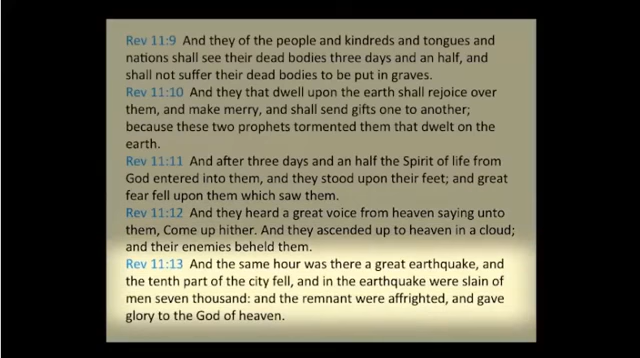 Rev 11:9 And they of the people and kindreds and tongues and
nations shall see their dead bodies three days and an half, and
shall not suffer their dead bodies to be put in graves.
Rev 11:10 And they that dwell upon the earth shall rejoice over
them, and make merry, and shall send gifts one to another;
because these two prophets tormented them that dwelt on the
earth.
Rev 11:11 And after three days and an half the Spirit of life from
God entered into them, and they stood upon their feet; and great
fear fell upon them which saw them.
Rev 11:12 And they heard a great voice from heaven saying unto
them, Come up hither. And they ascended up to heaven in a cloud;
and their enemies beheld them.
Rev 11:13 And the same hour was there a great earthquake, and
the tenth part of the city fell, and in the earthquake were slain of
men seven thousand: and the remnant were affrighted, and gave
glory to the God of heaven.